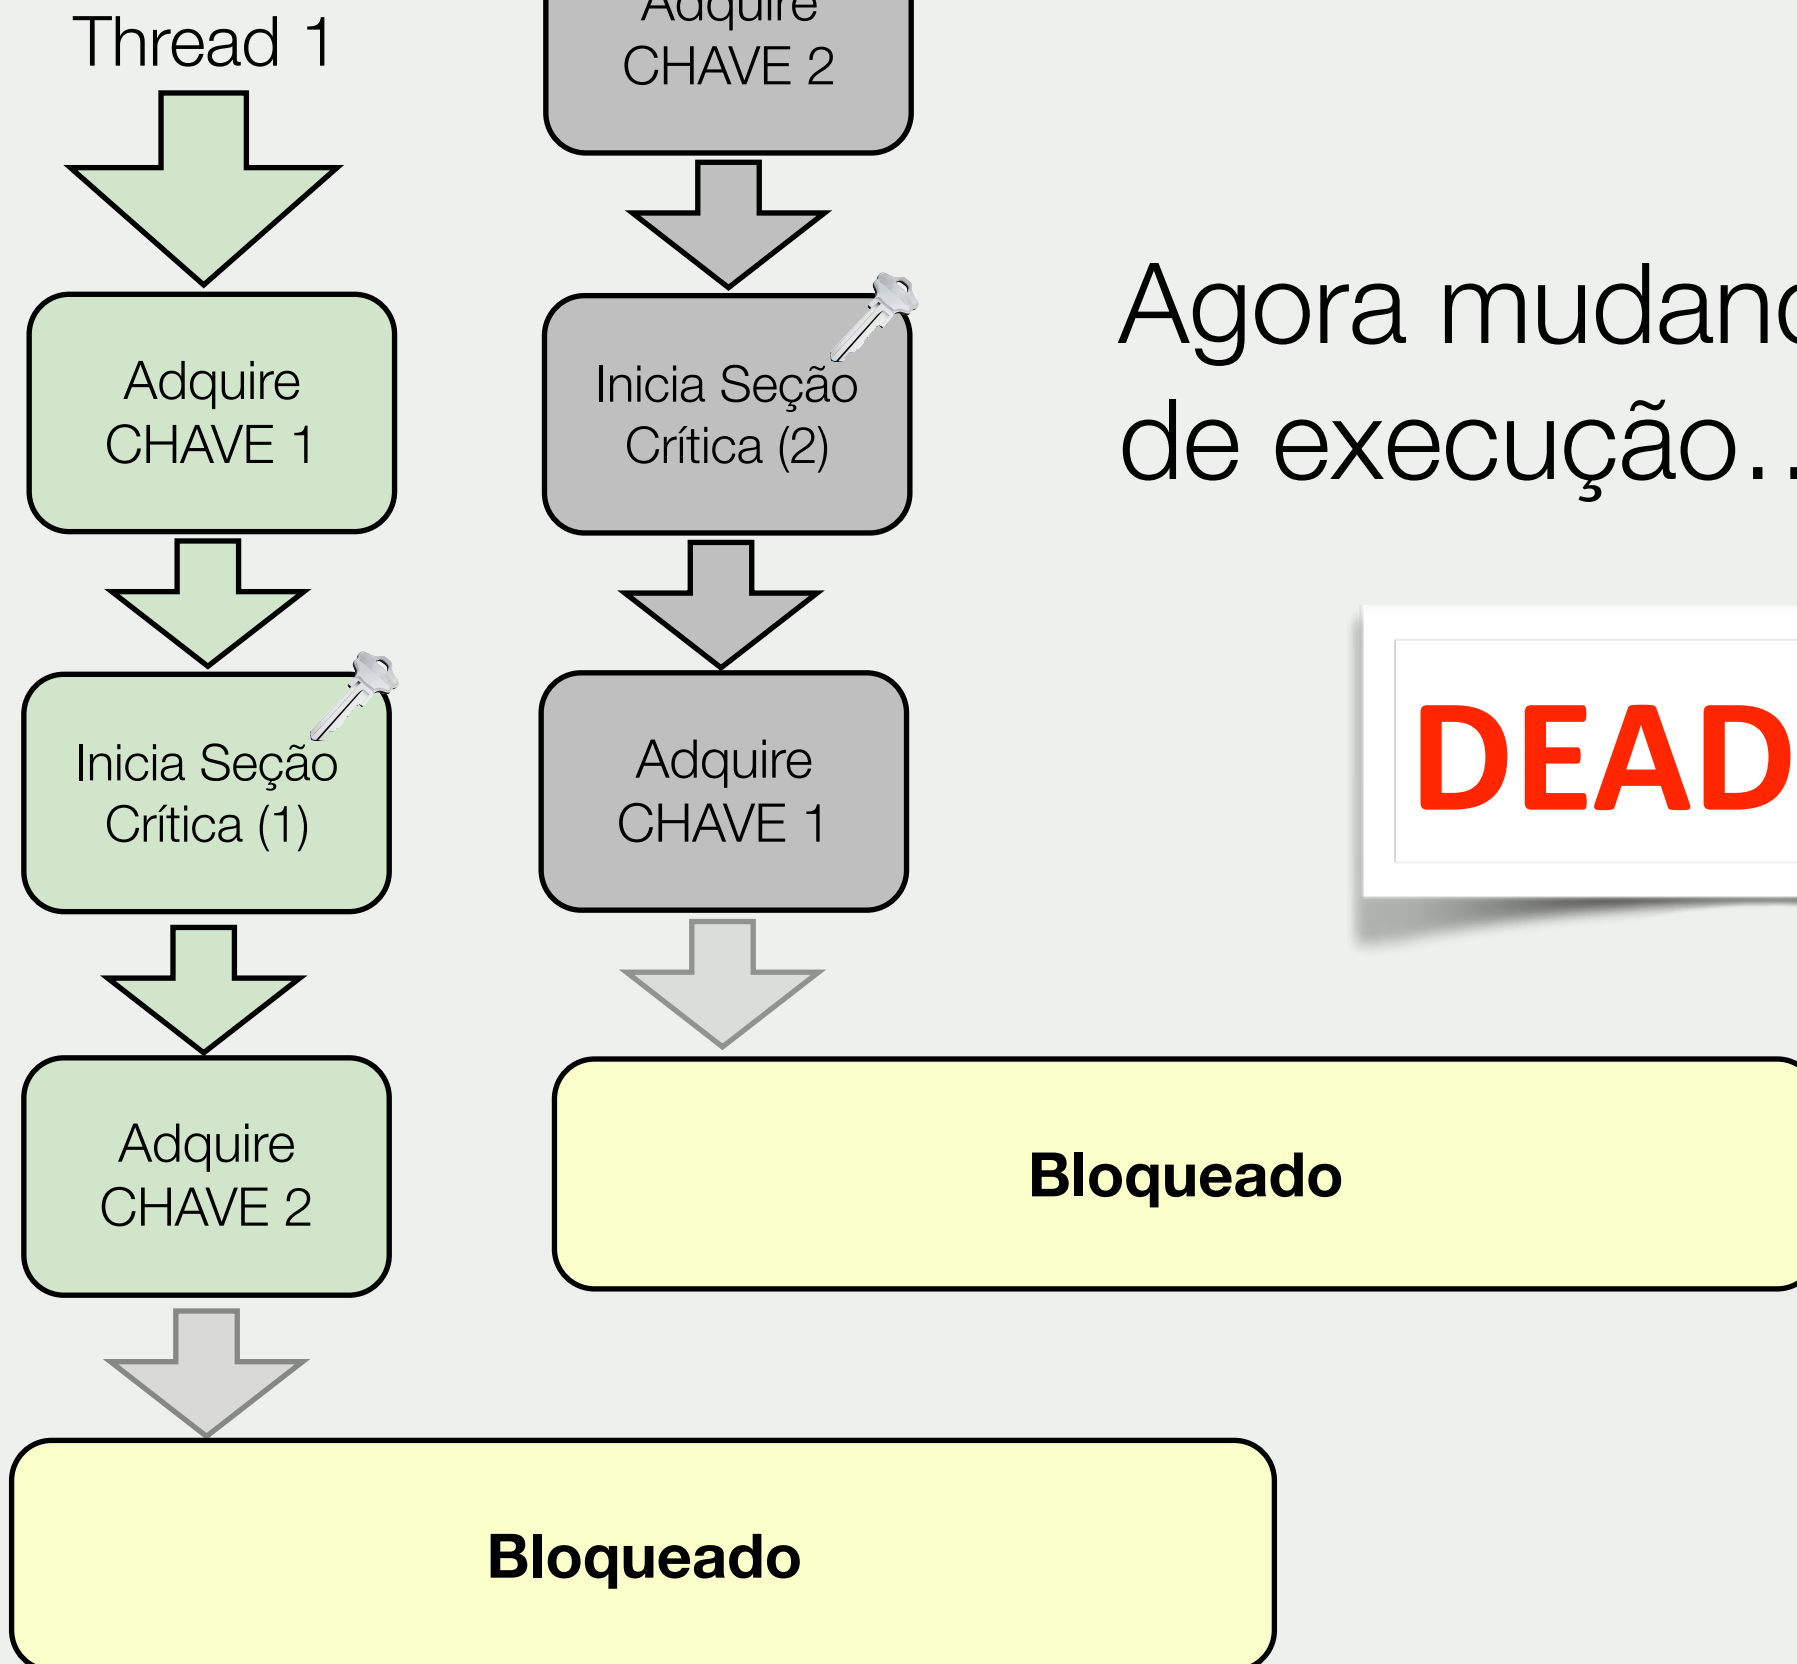 Thread 1
Adquire
CHAVE 1
Inicia Seção
Crítica (1)
Adquire
CHAVE 2
Bloqueado
Adquire
CHAVE 2
Inicia Seção
Crítica (2)
Adquire
CHAVE 1
Bloqueado
Agora
de execução..
DEAD